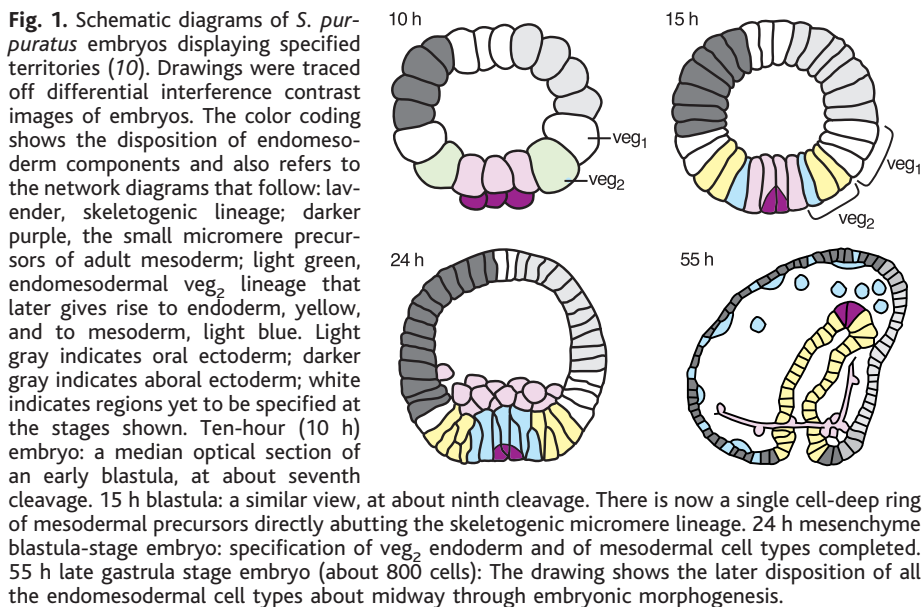 Fig. 1. Schematic diagrams of S. pur-
puratus embryos displaying specified
territories (10). Drawings were traced
off differential interference contrast
images of embryos. The color coding
shows the disposition of endomeso-
derm components and also refers to
the network diagrams that follow: lav-
ender, skeletogenic lineage; darker
purple, the small micromere precur-
sors of adult mesoderm; light green,
endomesodermal veg2 lineage that
later gives rise to endoderm, yellow,
and to mesoderm, light blue. Light
gray indicates oral ectoderm; darker
gray indicates aboral ectoderm; white
indicates regions yet to be specified at
the stages shown. Ten-hour (10 h)
embryo: a median optical section of
an early blastula, at about seventh
cleavage. 15 h blastula: a similar view, at about ninth cleavage. There is now a single cell-deep ring
of mesodermal precursors directly abutting the skeletogenic micromere lineage. 24 h mesenchyme
blastula-stage embryo: specification of veg2 endoderm and of mesodermal cell types completed.
55 h late gastrula stage embryo (about 800 cells): The drawing shows the later disposition of all
the endomesodermal cell types about midway through embryonic morphogenesis.
10 h
veg1
veg2
15 h
veg1
veg2
24 h
55 h